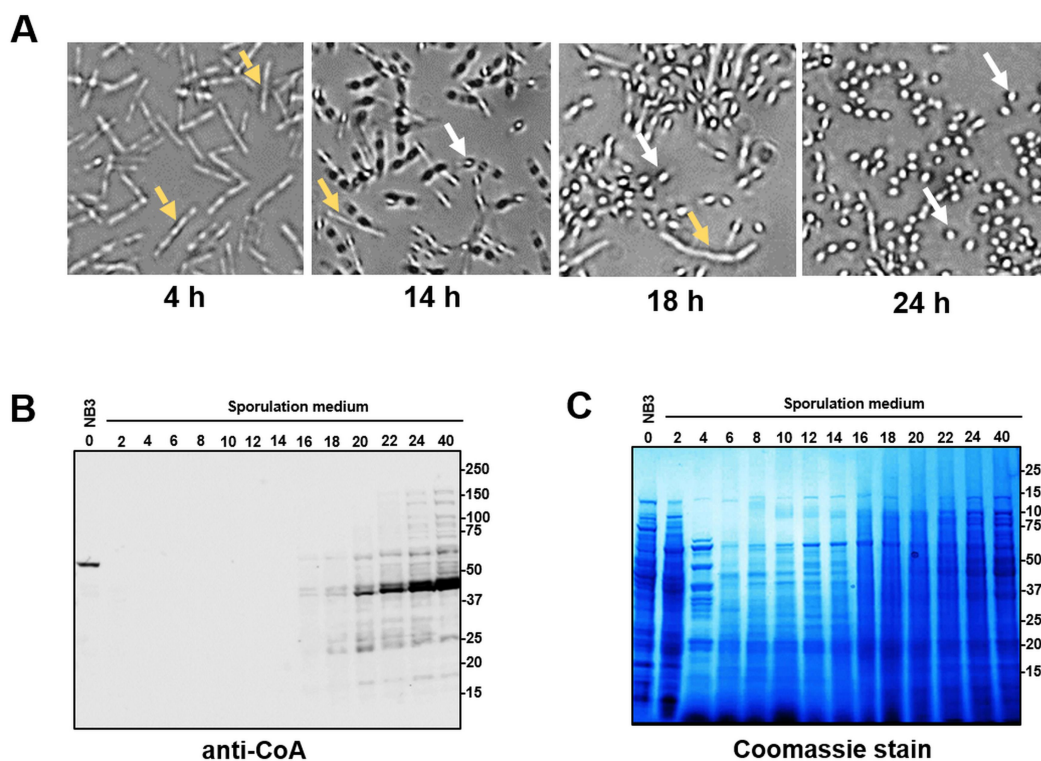 A
4 h
14 h
18 h
24 h
B
NB3
Sporulation medium
0 2 4 6 8 10 12 14 16 18 20 22 24 40
-250
-150
-100
-75
-50
-37
-25
-20
-15
anti-CoA
C
NB3
Sporulation medium
0 2 4 6 8 10 12 14 16 18 20 22 24 40
-25
-15
-10
-75
-50
-37
-25
-20
-15
Coomassie stain